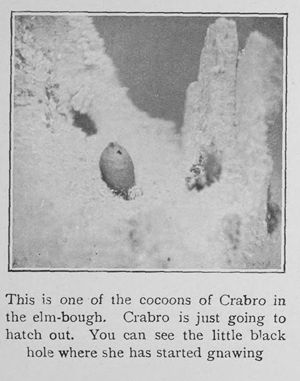 This is one of the cocoons of Crabro in
the elm-bough. Crabro is just going to
hatch out. You can see the little black
hole where she has started gnawing